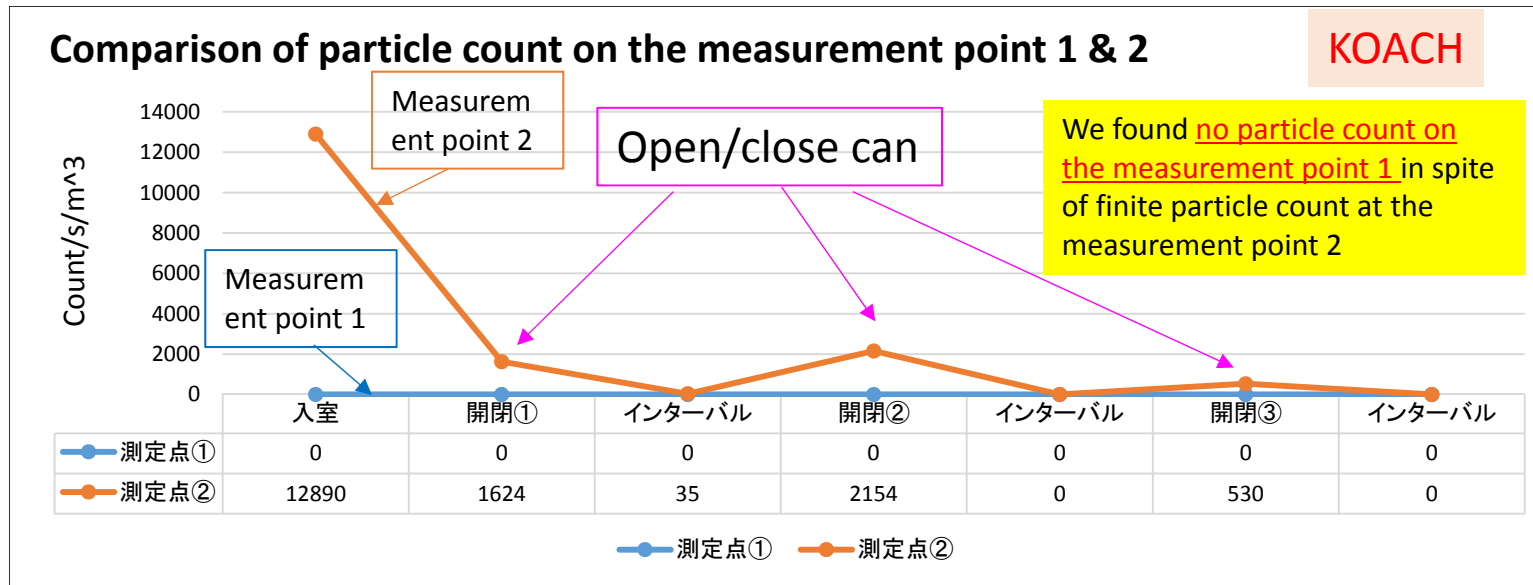 Comparison of particle count on the measurement point 1 & 2
KOACH
Measurem
ent point 2
Open/close can
We found no particle count on
the measurement point 1 in spite
of finite particle count at the
measurement point 2
Measurem
ent point 1
Count/s/m^3
14000
12000
10000
8000
6000
4000
2000
0
入室 開閉① インターバル 開閉② インターバル 開閉③ インターバル
測定点① 0 0 0 0 0 0 0
測定点② 12890 1624 35 2154 0 530 0
測定点① 測定点②